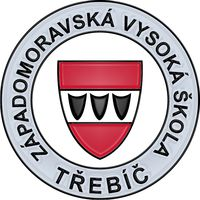 ZÁPADOMORAVSKÁ VYSOKÁ ŠKOLA
TŘEBÍČ